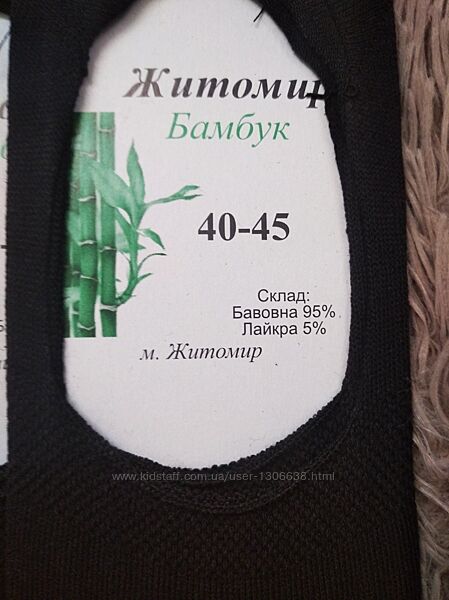 Житомир
Бамбук
40-45
Склад:
Бавовна 95%
Лайкра 5%
м. Житомир
www.kidstaff.com.ua/user-1306638.html